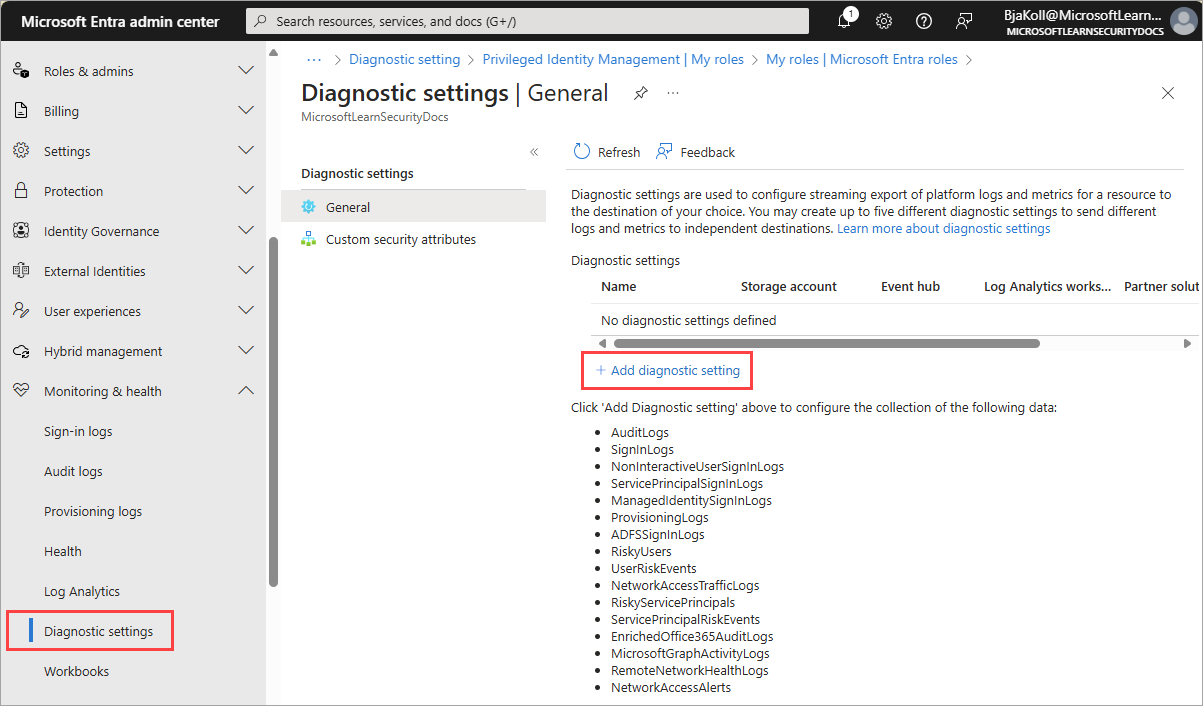 Microsoft Entra admin center
Search resources, services, and docs (G+/)
1
BjaKoll@MicrosoftLearn...
MICROSOFTLEARNSECURITYDOCS
Roles & admins
Billing
Settings
Protection
Identity Governance
External Identities
User experiences
Hybrid management
Monitoring & health
Sign-in logs
Audit logs
Provisioning logs
Health
Log Analytics
Diagnostic settings
Workbooks
··· > Diagnostic setting > Privileged Identity Management | My roles > My roles | Microsoft Entra roles >
Diagnostic settings | General
···
MicrosoftLearnSecurityDocs
«
Diagnostic settings
General
Custom security attributes
Refresh
Feedback
Diagnostic settings are used to configure streaming export of platform logs and metrics for a resource to
the destination of your choice. You may create up to five different diagnostic settings to send different
logs and metrics to independent destinations. Learn more about diagnostic settings
Diagnostic settings
Name Storage account Event hub Log Analytics works... Partner solut
No diagnostic settings defined
+ Add diagnostic setting
Click 'Add Diagnostic setting' above to configure the collection of the following data:
• AuditLogs
• SignInLogs
• NonInteractiveUserSignInLogs
• ServicePrincipalSignInLogs
• ManagedIdentitySignInLogs
• ProvisioningLogs
• ADFSSignInLogs
• RiskyUsers
• UserRiskEvents
• NetworkAccessTrafficLogs
• RiskyServicePrincipals
• ServicePrincipalRiskEvents
• EnrichedOffice365AuditLogs
• MicrosoftGraphActivityLogs
• RemoteNetworkHealthLogs
• NetworkAccessAlerts